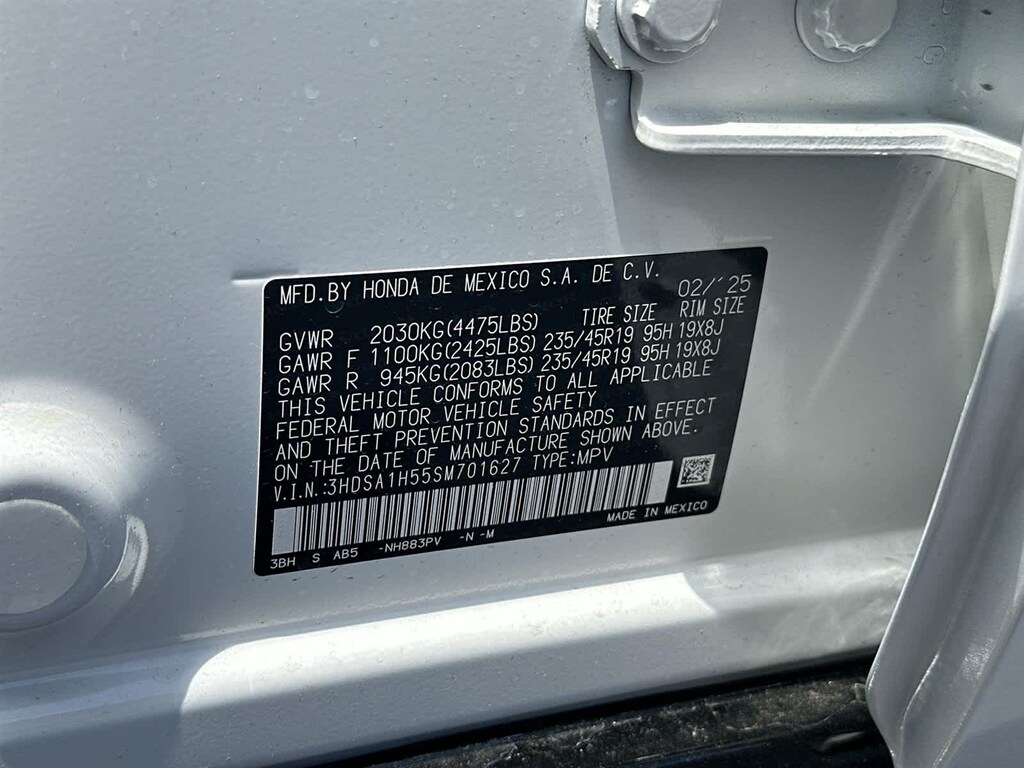 MFD.BY HONDA DE MEXICO S.A. DE C.V. 02/'25
TIRE SIZE RIM SIZE
GVWR 2030KG(4475LBS)
GAWR F 1100KG(2425LBS) 235/45R19 95H 19X8J
GAWR R 945KG(2083LBS) 235/45R19 95H 19X8J
THIS VEHICLE CONFORMS TO ALL APPLICABLE
FEDERAL MOTOR VEHICLE SAFETY
AND THEFT PREVENTION STANDARDS IN EFFECT
ON THE DATE OF MANUFACTURE SHOWN ABOVE.
V.I.N.:3HDSA1H55SM701627 TYPE:MPV
MADE IN MEXICO
3BH S AB5 -NH883PV -N -M